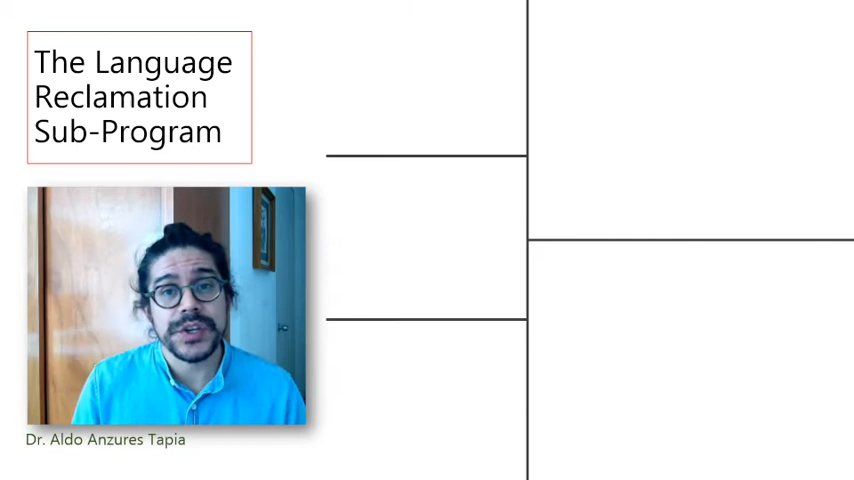 The Language
Reclamation
Sub-Program
Dr. Aldo Anzures Tapia